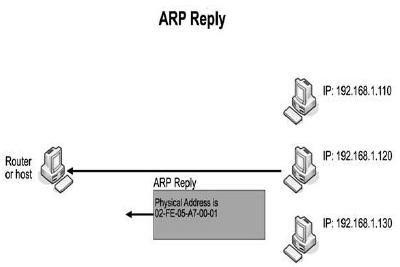 ARP Reply
IP: 192.168.1.110
Router
or host
IP: 192.168.1.120
ARP Reply
Physical Address is
02-FE-05-A7-00-01
IP: 192.168.1.130